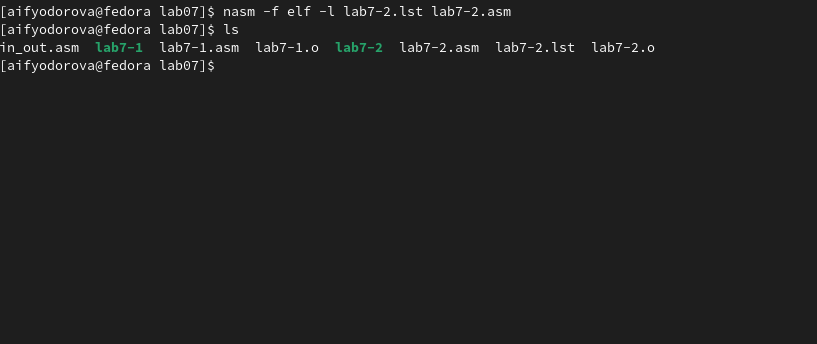 [aifyodorova@fedora lab07]$ nasm -f elf -l lab7-2.lst lab7-2.asm
[aifyodorova@fedora lab07]$ ls
in_out.asm  lab7-1  lab7-1.asm  lab7-1.o  lab7-2  lab7-2.asm  lab7-2.lst  lab7-2.o
[aifyodorova@fedora lab07]$